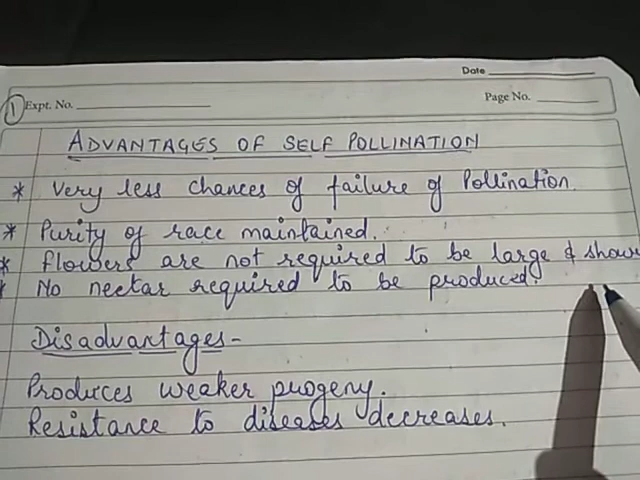 Date
1 Expt. No.
Page No.
ADVANTAGES OF SELF POLLINATION
* Very less chances of failure of Pollination.
* Purity of race maintained.
* flowers are not required to be large & show
* No nectar required to be produced.
Disadvantages-
Produces weaker progeny.
Resistance to diseases decreases.